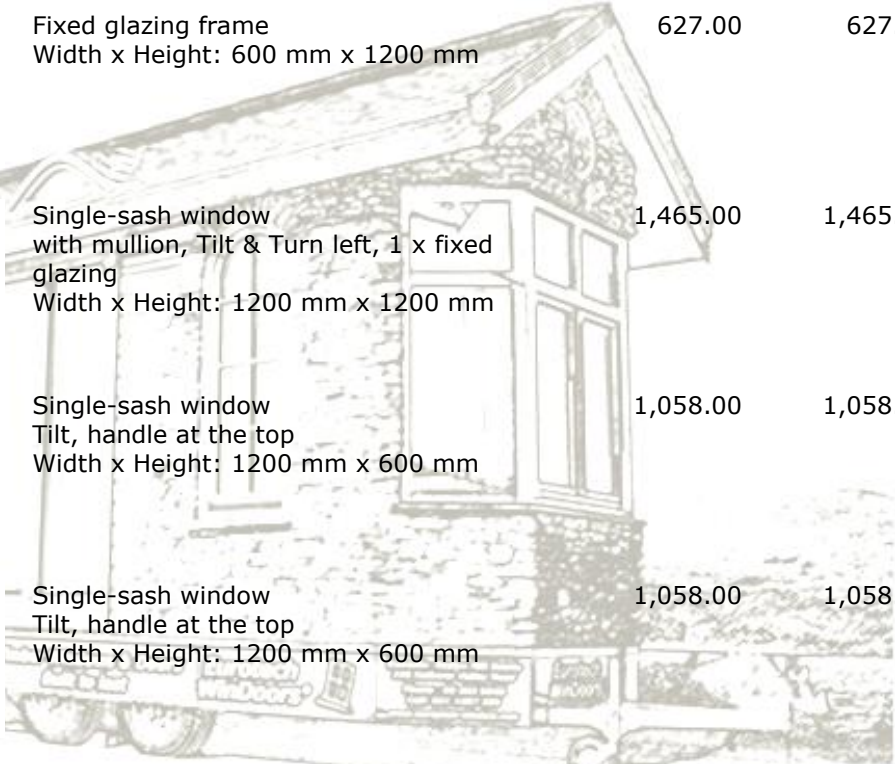 Fixed glazing frame 627.00 627
Width x Height: 600 mm x 1200 mm
Single-sash window 1,465.00 1,465
with mullion, Tilt & Turn left, 1 x fixed
glazing
Width x Height: 1200 mm x 1200 mm
Single-sash window 1,058.00 1,058
Tilt, handle at the top
Width x Height: 1200 mm x 600 mm
Single-sash window 1,058.00 1,058
Tilt, handle at the top
Width x Height: 1200 mm x 600 mm
WinDoors